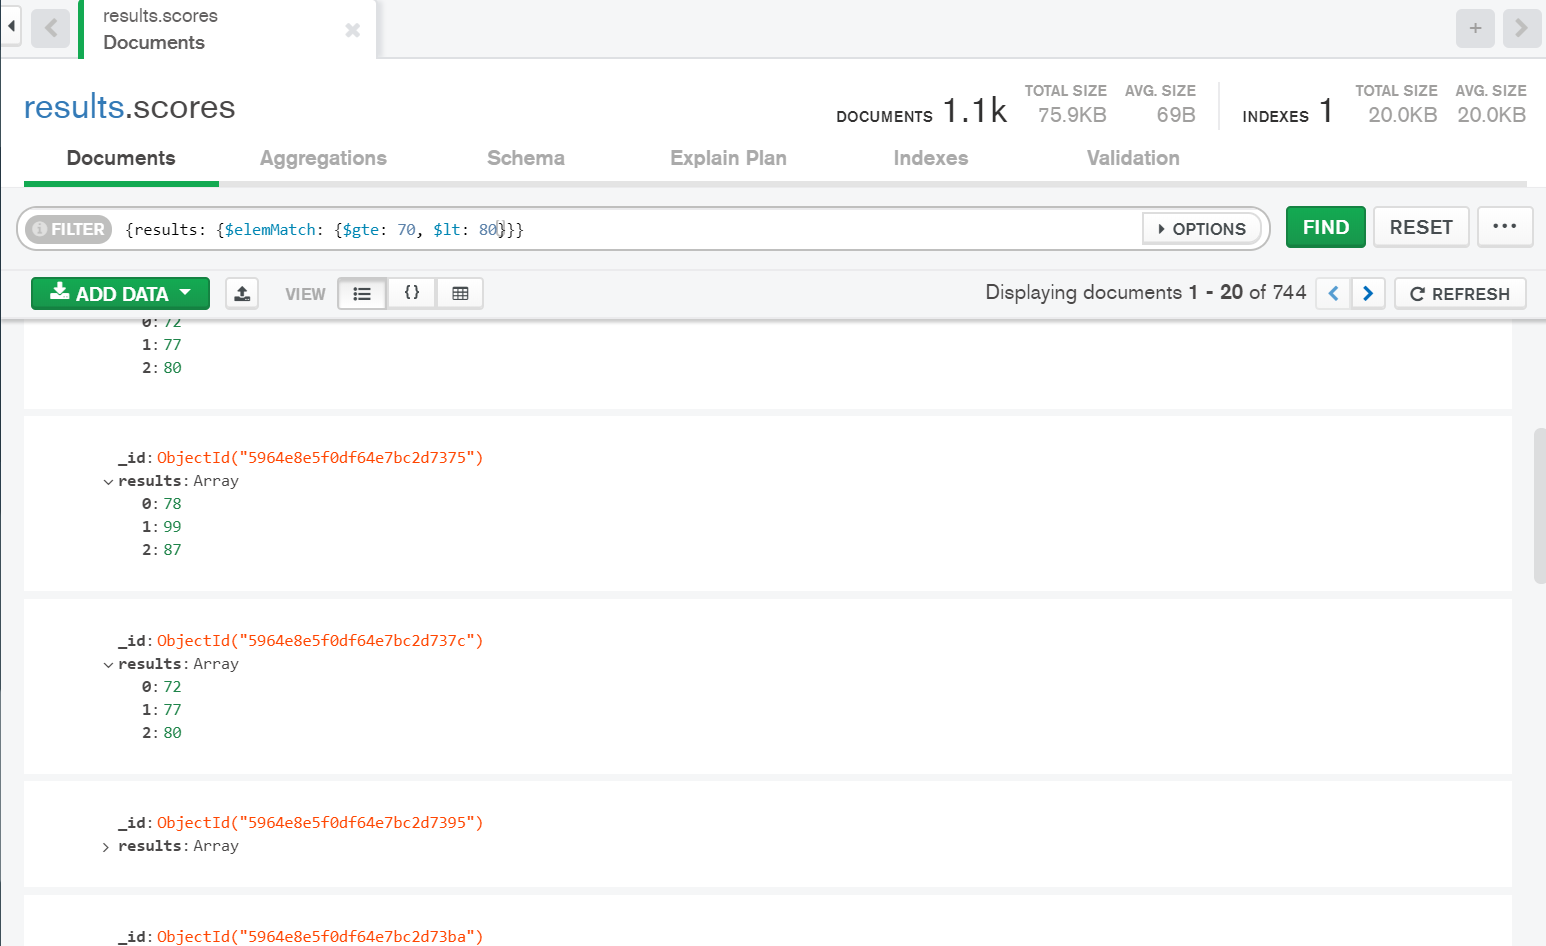 results.scores
Documents
results.scores
DOCUMENTS 1.1k TOTAL SIZE 75.9KB AVG. SIZE 69B INDEXES 1 TOTAL SIZE 20.0KB AVG. SIZE 20.0KB
Documents Aggregations Schema Explain Plan Indexes Validation
FILTER {results: {$elemMatch: {$gte: 70, $lt: 80}}} OPTIONS FIND RESET ...
ADD DATA VIEW {} Displaying documents 1 - 20 of 744 REFRESH
0: 72
1: 77
2: 80
_id: ObjectId("5964e8e5f0df64e7bc2d7375")
results: Array
0: 78
1: 99
2: 87
_id: ObjectId("5964e8e5f0df64e7bc2d737c")
results: Array
0: 72
1: 77
2: 80
_id: ObjectId("5964e8e5f0df64e7bc2d7395")
results: Array
_id: ObjectId("5964e8e5f0df64e7bc2d73ba")